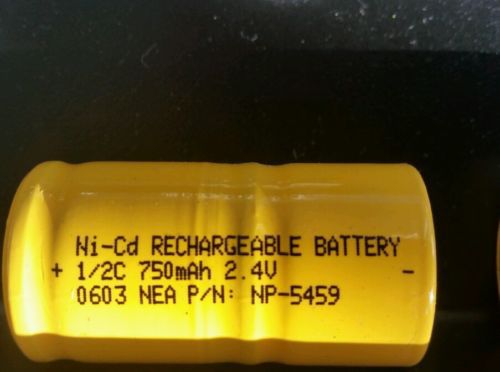 Ni-Cd RECHARGEABLE BATTERY
+ 1/2C 750mAh 2.4V -
0603 NEA P/N: NP-5459